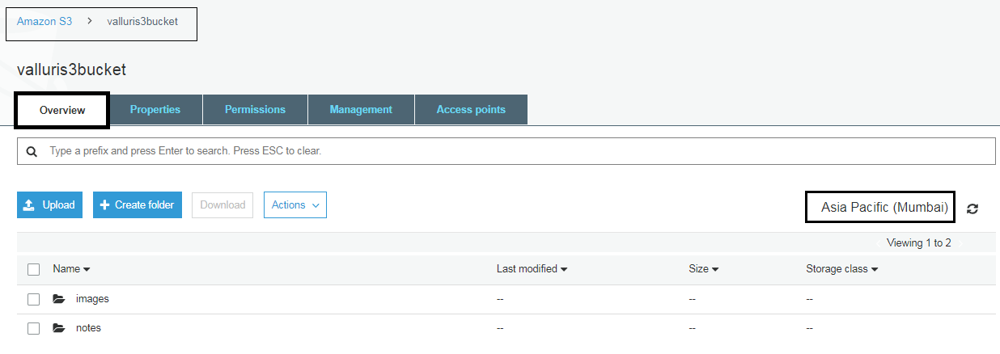 Amazon S3 > valluris3bucket
valluris3bucket
Overview Properties Permissions Management Access points
Type a prefix and press Enter to search. Press ESC to clear.
Upload + Create folder Download Actions Asia Pacific (Mumbai)
Viewing 1 to 2
Name Last modified Size Storage class
images -- -- --
notes -- -- --